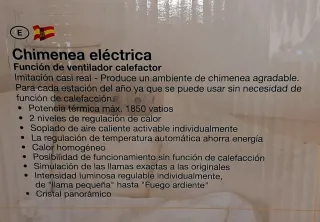 E
Chimenea eléctrica
Función de ventilador calefactor
Imitación casi real - Produce un ambiente de chimenea agradable.
Para cada estación del año ya que se puede usar sin necesidad de
función de calefacción
• Potencia térmica máx. 1850 vatios
• 2 niveles de regulación de calor
• Soplado de aire caliente activable individualmente
• La regulación de temperatura automática ahorra energía
• Calor homogéneo
• Posibilidad de funcionamiento sin función de calefacción
• Simulación de las llamas exactas a las originales
• Intensidad luminosa regulable individualmente,
de "llama pequeña" hasta "Fuego ardiente"
• Cristal panorámico